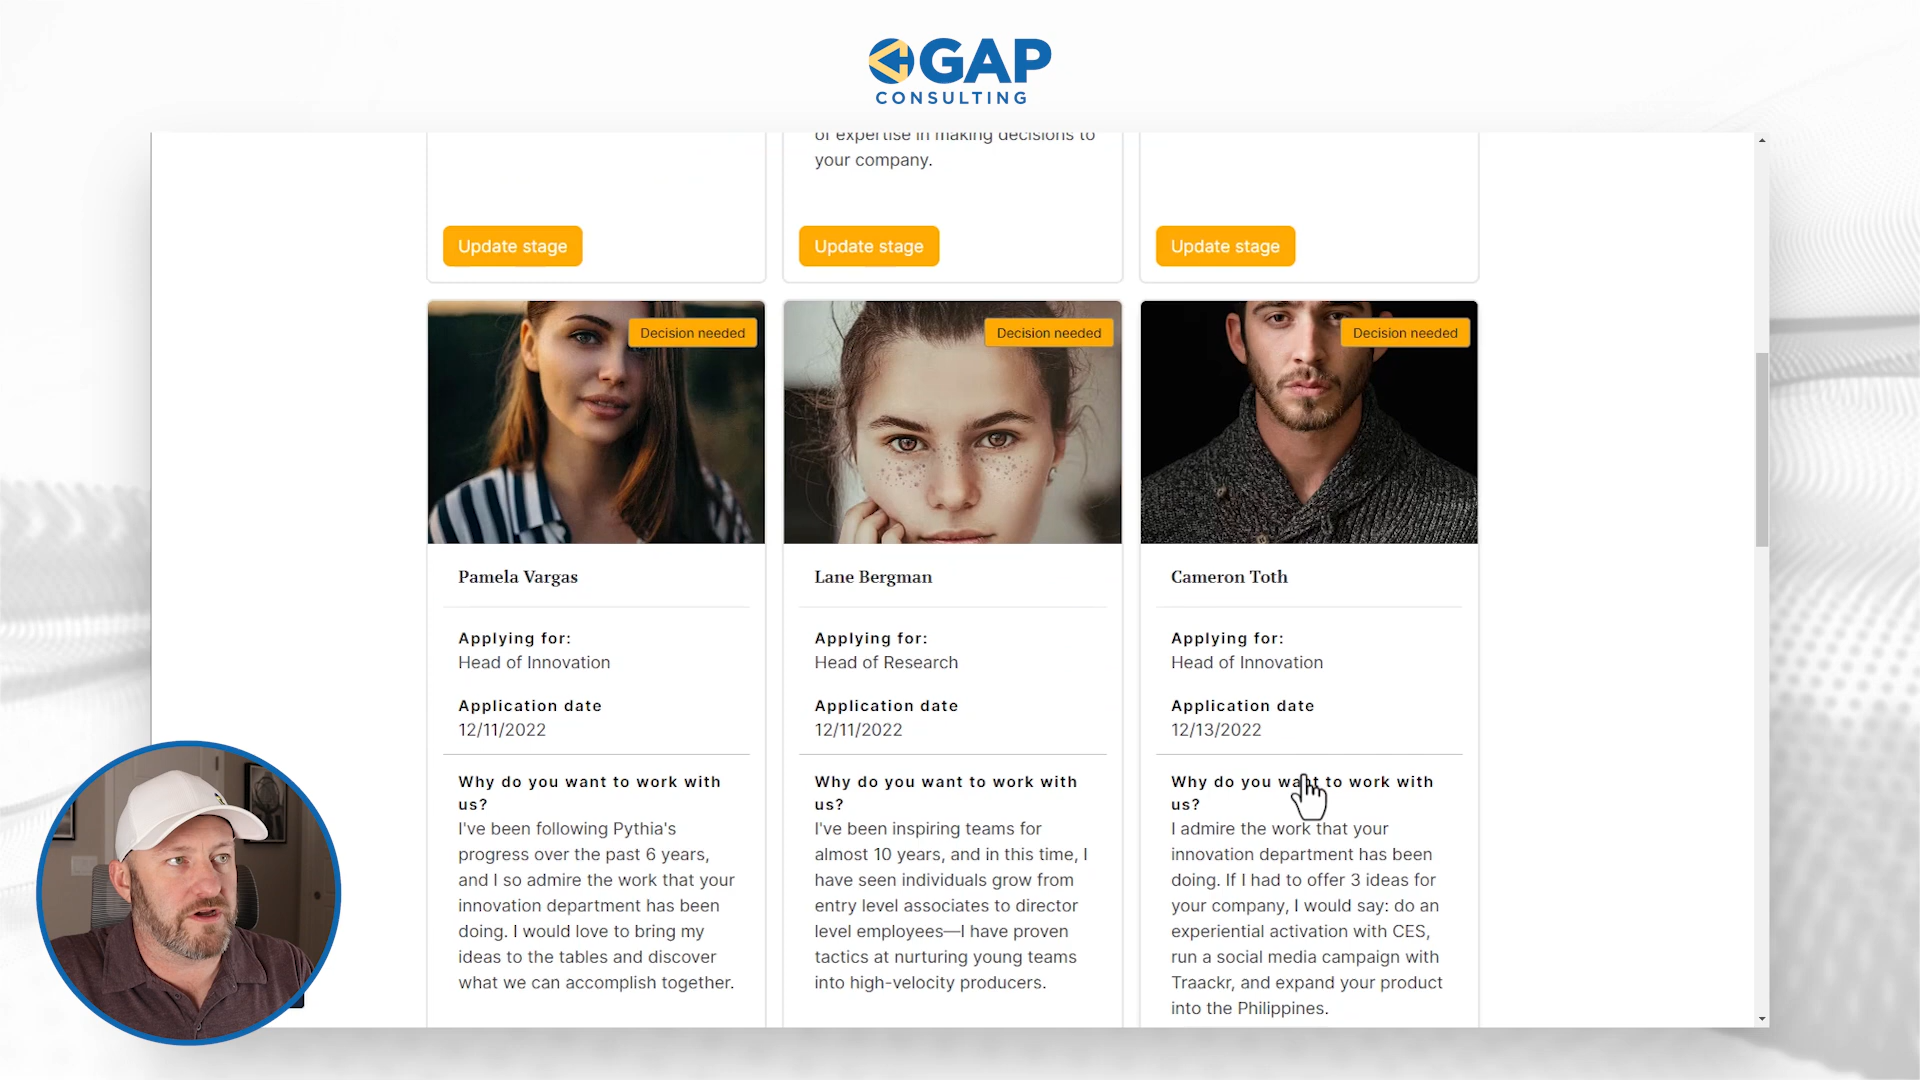 GAP
CONSULTING
of expertise in making decisions to
your company.
Update stage
Update stage
Update stage
Decision needed
Decision needed
Decision needed
Pamela Vargas
Applying for:
Head of Innovation
Application date
12/11/2022
Why do you want to work with
us?
I've been following Pythia's
progress over the past 6 years,
and I so admire the work that your
innovation department has been
doing. I would love to bring my
ideas to the tables and discover
what we can accomplish together.
Lane Bergman
Applying for:
Head of Research
Application date
12/11/2022
Why do you want to work with
us?
I've been inspiring teams for
almost 10 years, and in this time, I
have seen individuals grow from
entry level associates to director
level employees—I have proven
tactics at nurturing young teams
into high-velocity producers.
Cameron Toth
Applying for:
Head of Innovation
Application date
12/13/2022
Why do you want to work with
us?
I admire the work that your
innovation department has been
doing. If I had to offer 3 ideas for
your company, I would say: do an
experiential activation with CES,
run a social media campaign with
Traackr, and expand your product
into the Philippines.